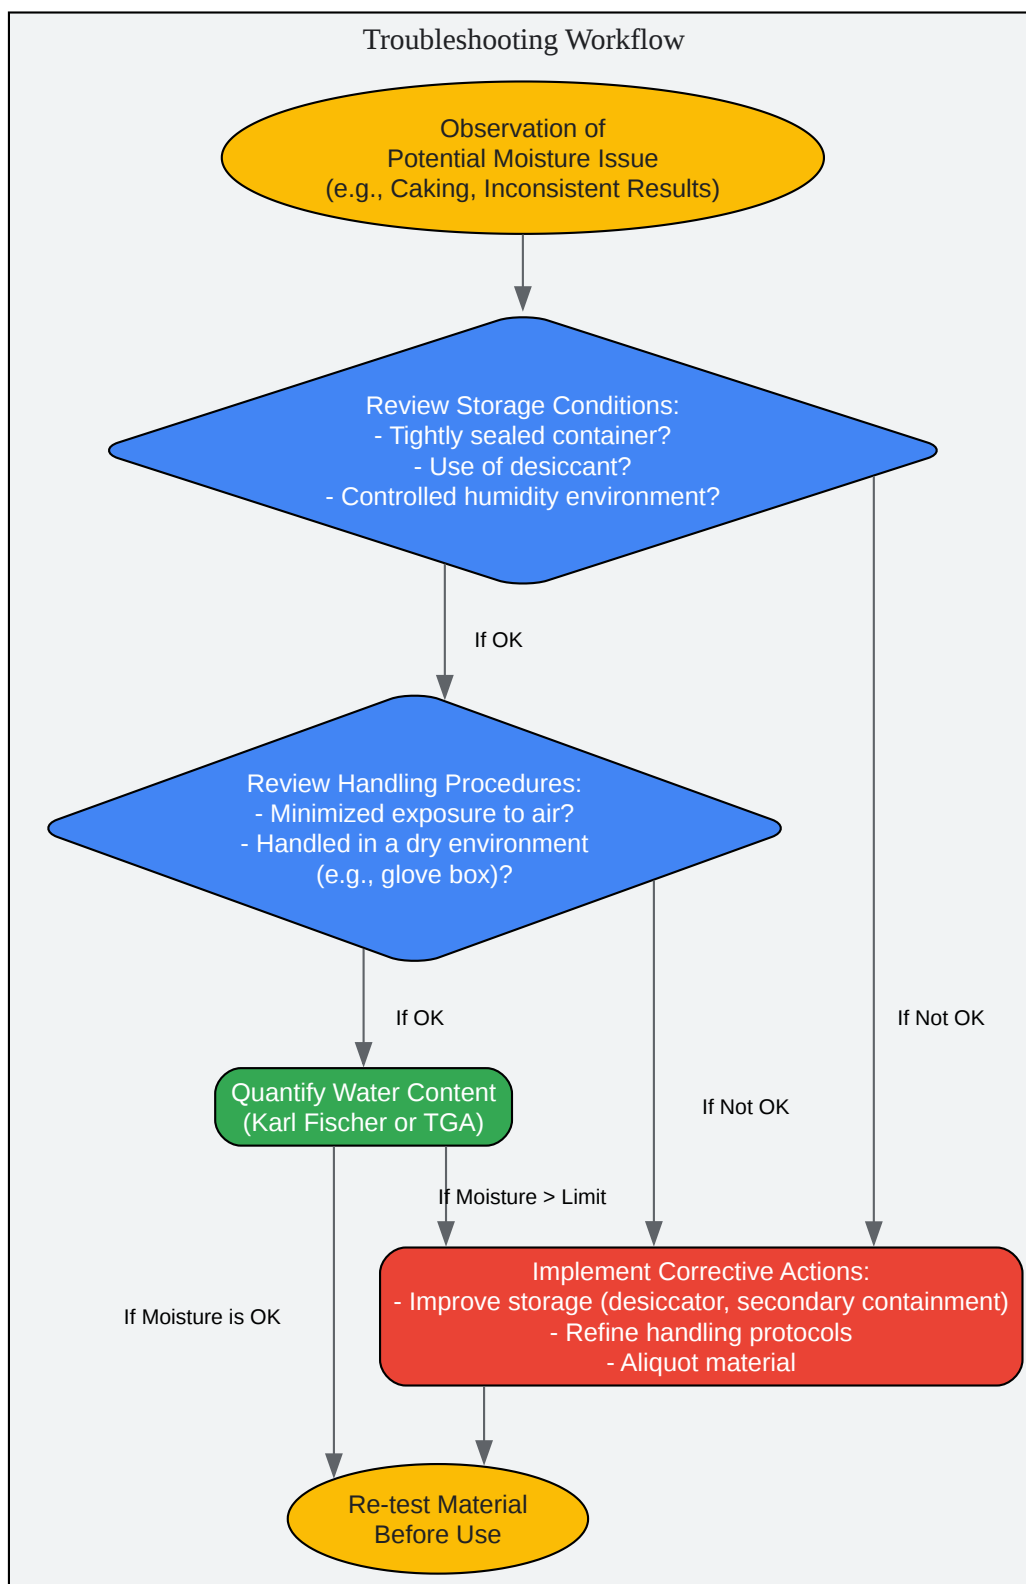 Troubleshooting Workflow
Observation of
Potential Moisture Issue
(e.g., Caking, Inconsistent Results)
Review Storage Conditions:
- Tightly sealed container?
- Use of desiccant?
- Controlled humidity environment?
If OK
Review Handling Procedures:
- Minimized exposure to air?
- Handled in a dry environment
(e.g., glove box)?
If OK
If Not OK
Quantify Water Content
(Karl Fischer or TGA)
If Not OK
If Moisture > Limit
Implement Corrective Actions:
- Improve storage (desiccator, secondary containment)
- Refine handling protocols
- Aliquot material
If Moisture is OK
Re-test Material
Before Use